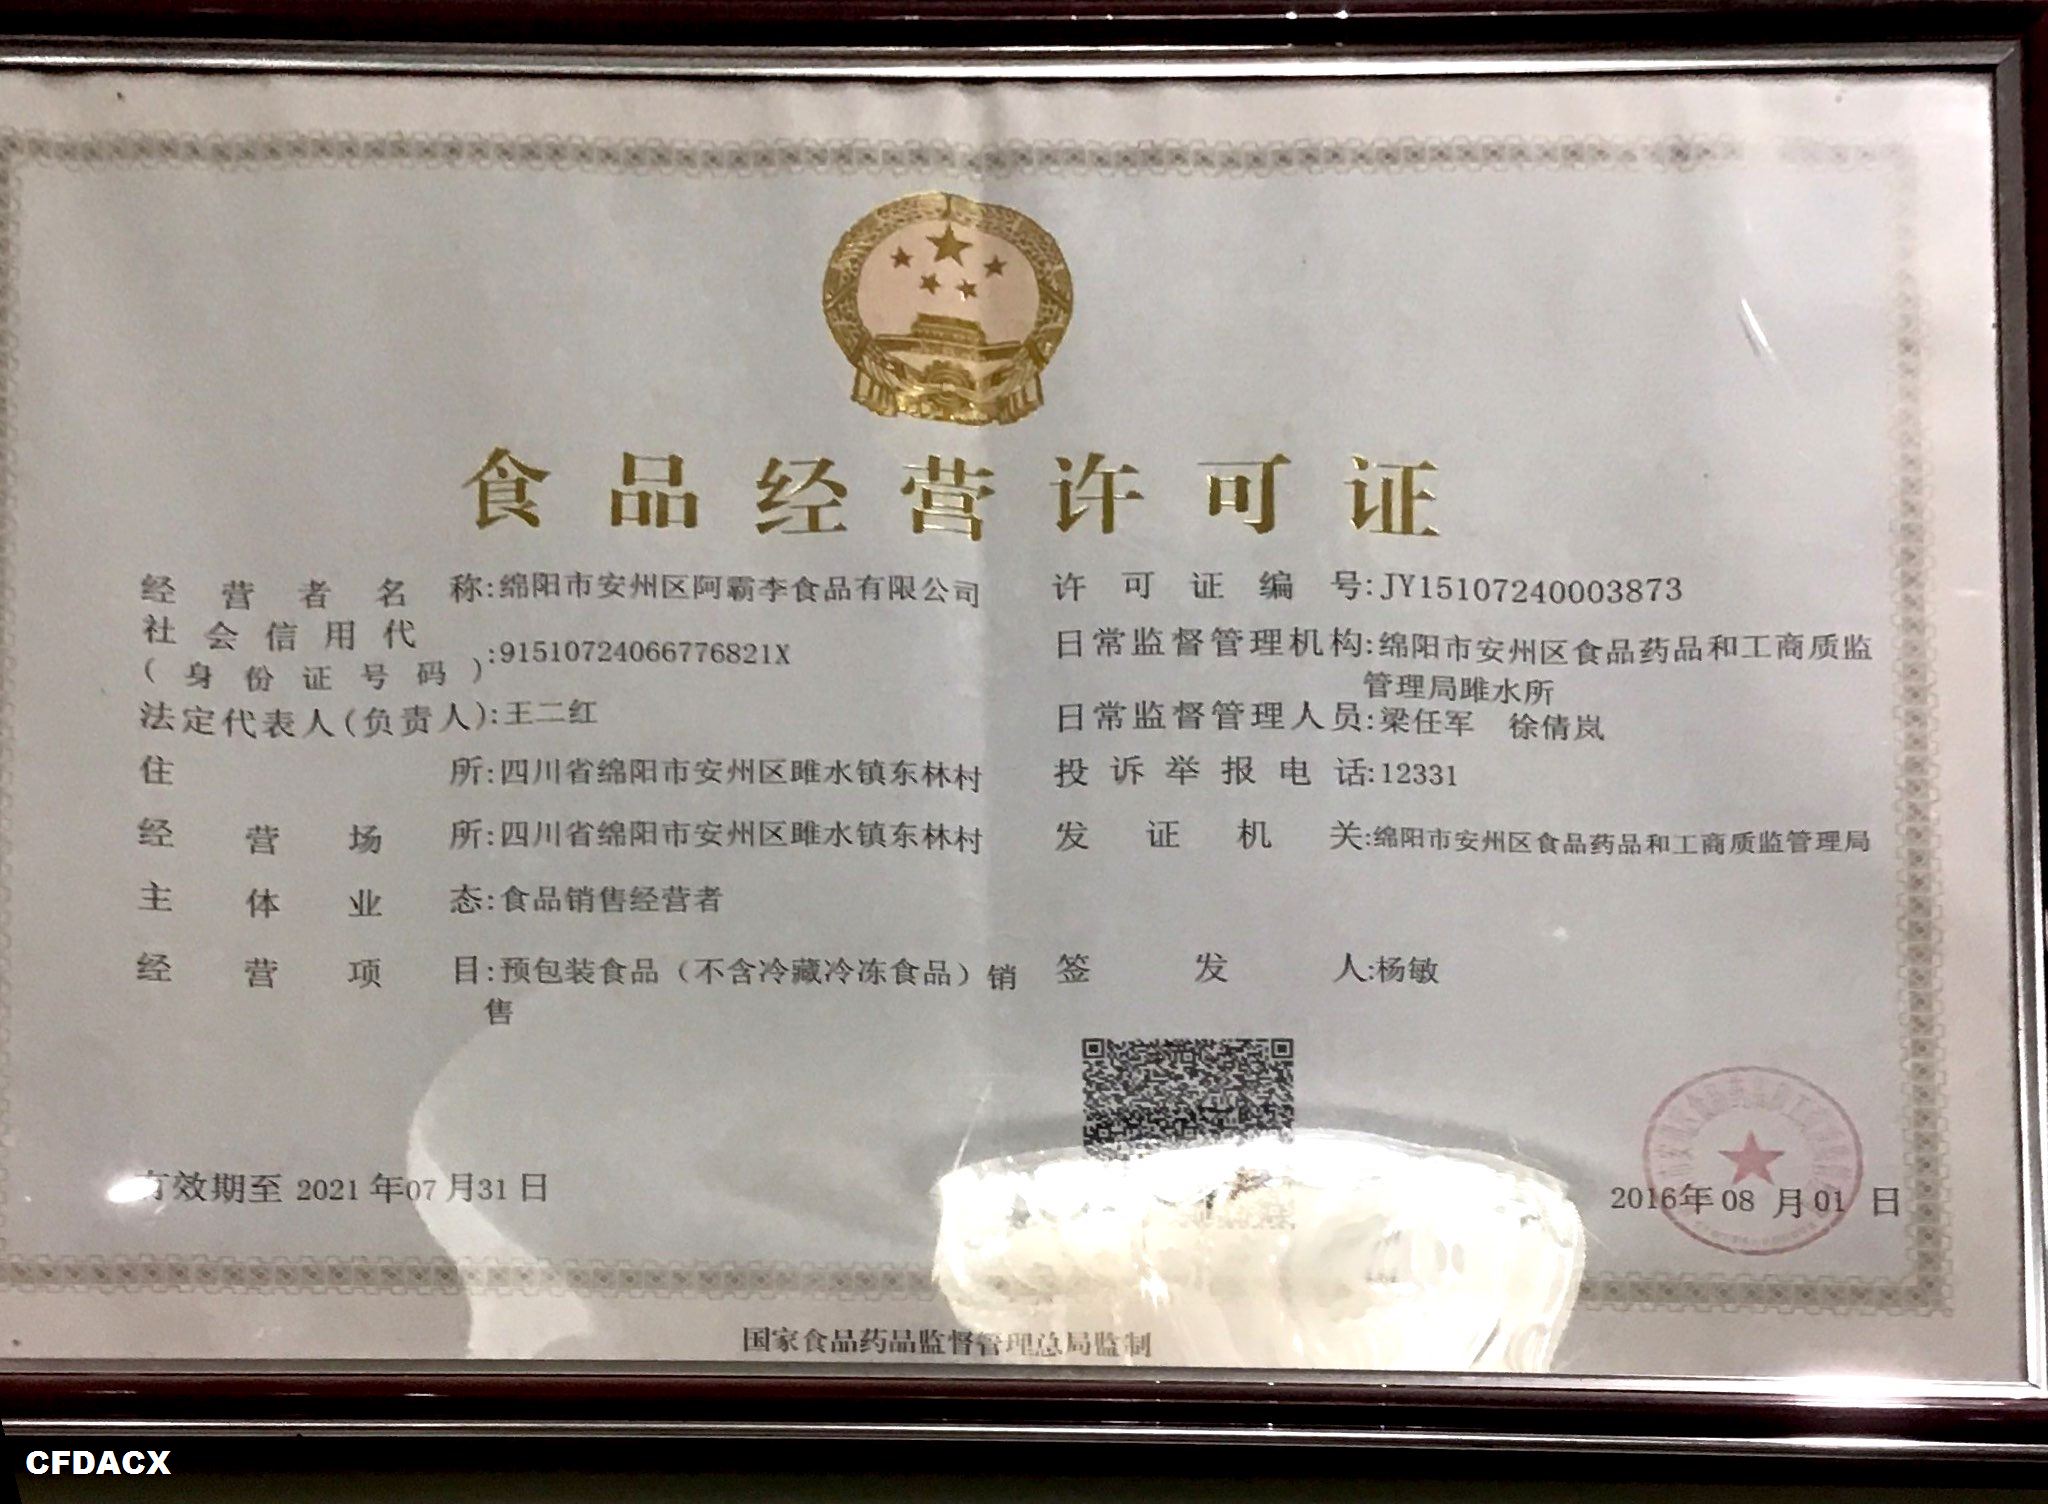 食品经营许可证
经营者名称:绵阳市安州区阿霸李食品有限公司
社会信用代
(身份证号码):91510724066776821X
法定代表人(负责人):王二红
住所:四川省绵阳市安州区雎水镇东林村
经营场所:四川省绵阳市安州区雎水镇东林村
主体业态:食品销售经营者
经营项目:预包装食品（不含冷藏冷冻食品）销
售
许可证编号:JY15107240003873
日常监督管理机构:绵阳市安州区食品药品和工商质监
管理局雎水所
日常监督管理人员:梁任军 徐倩岚
投诉举报电话:12331
发证机关:绵阳市安州区食品药品和工商质监管理局
签发人:杨敏
有效期至 2021 年07 月31 日
2016年 08 月 01 日
国家食品药品监督管理总局监制
CFDACX